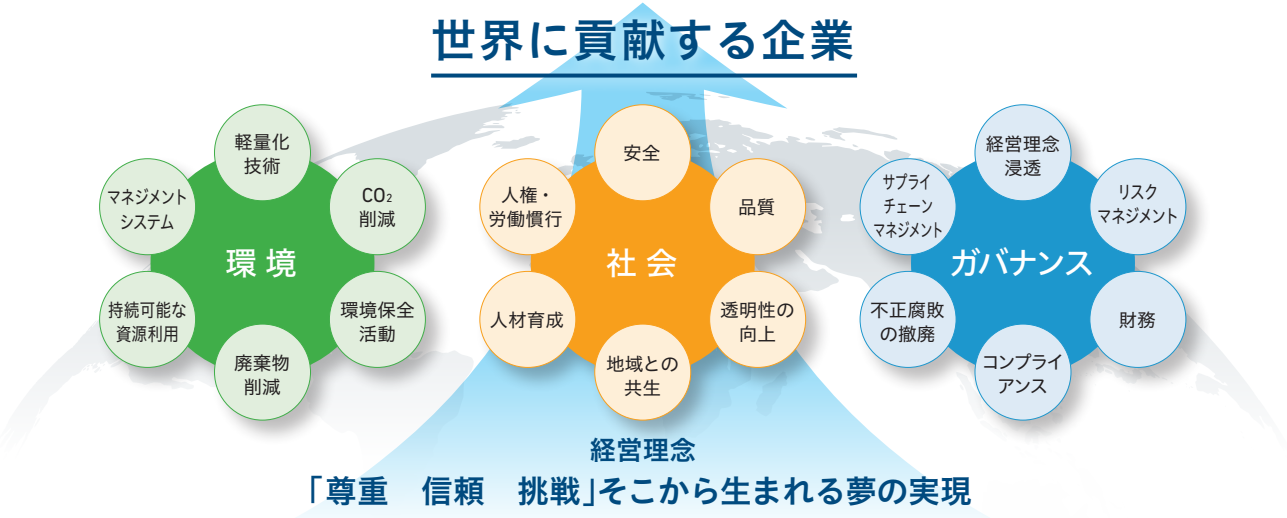 世界に貢献する企業
環境
軽量化
技術
CO₂
削減
環境保全
活動
廃棄物
削減
持続可能な
資源利用
マネジメント
システム
社会
安全
品質
透明性の
向上
地域との
共生
人材育成
人権・
労働慣行
ガバナンス
経営理念
浸透
リスク
マネジメント
財務
コンプライ
アンス
不正腐敗
の撤廃
サプライ
チェーン
マネジメント
経営理念
「尊重　信頼　挑戦」そこから生まれる夢の実現